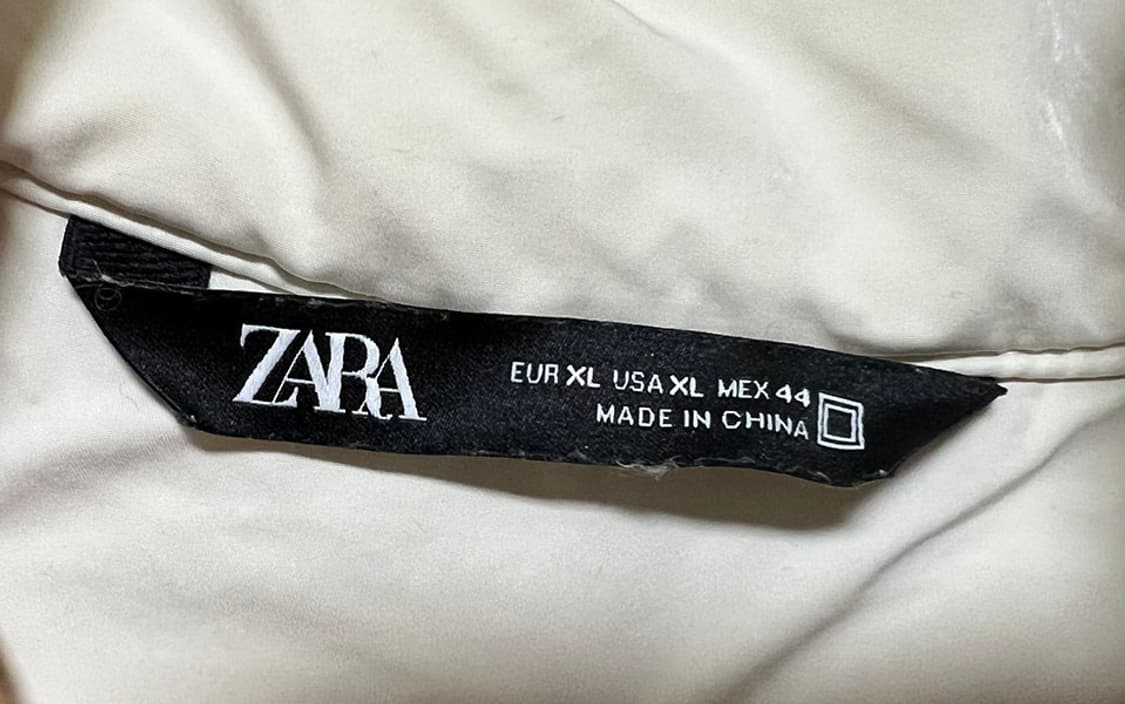 ZARA
EUR XL USA XL MEX 44
MADE IN CHINA